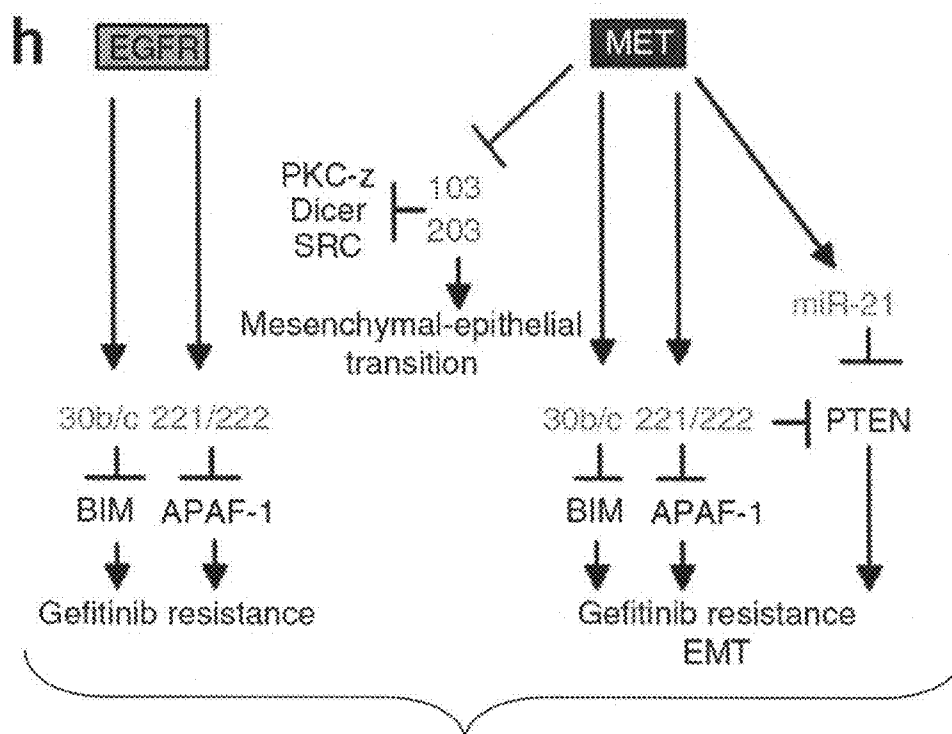 h
EGFR
MET
PKC-z
Dicer
SRC
103
203
Mesenchymal-epithelial
transition
miR-21
30b/c 221/222
BIM APAF-1
Gefitinib resistance
30b/c 221/222
PTEN
BIM APAF-1
Gefitinib resistance
EMT